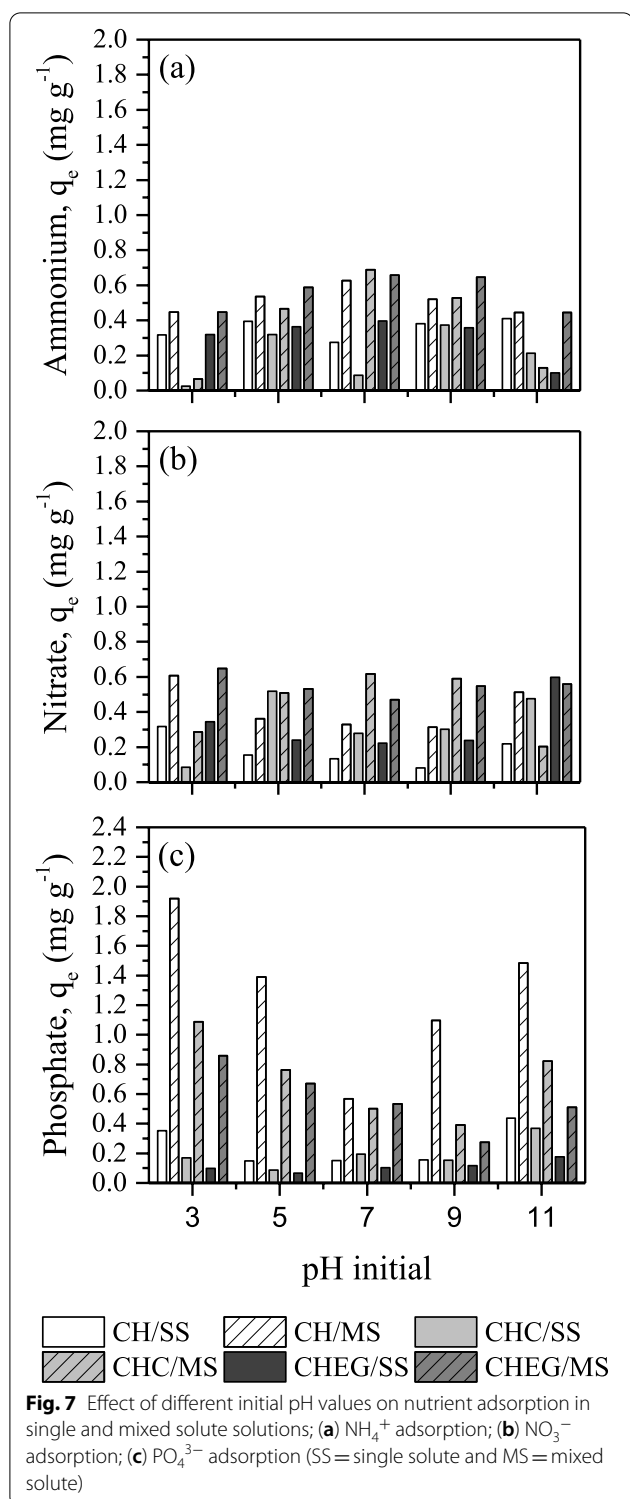 (a)
Ammonium, qₑ (mg g⁻¹)
2.0
1.8
1.6
1.4
1.2
1.0
0.8
0.6
0.4
0.2
0.0
(b)
Nitrate, qₑ (mg g⁻¹)
2.0
1.8
1.6
1.4
1.2
1.0
0.8
0.6
0.4
0.2
0.0
(c)
Phosphate, qₑ (mg g⁻¹)
2.4
2.2
2.0
1.8
1.6
1.4
1.2
1.0
0.8
0.6
0.4
0.2
0.0
3 5 7 9 11
pH initial
CH/SS CH/MS CHC/SS
CHC/MS CHEG/SS CHEG/MS
Fig. 7 Effect of different initial pH values on nutrient adsorption in
single and mixed solute solutions; (a) NH₄⁺ adsorption; (b) NO₃⁻
adsorption; (c) PO₄³⁻ adsorption (SS = single solute and MS = mixed
solute)